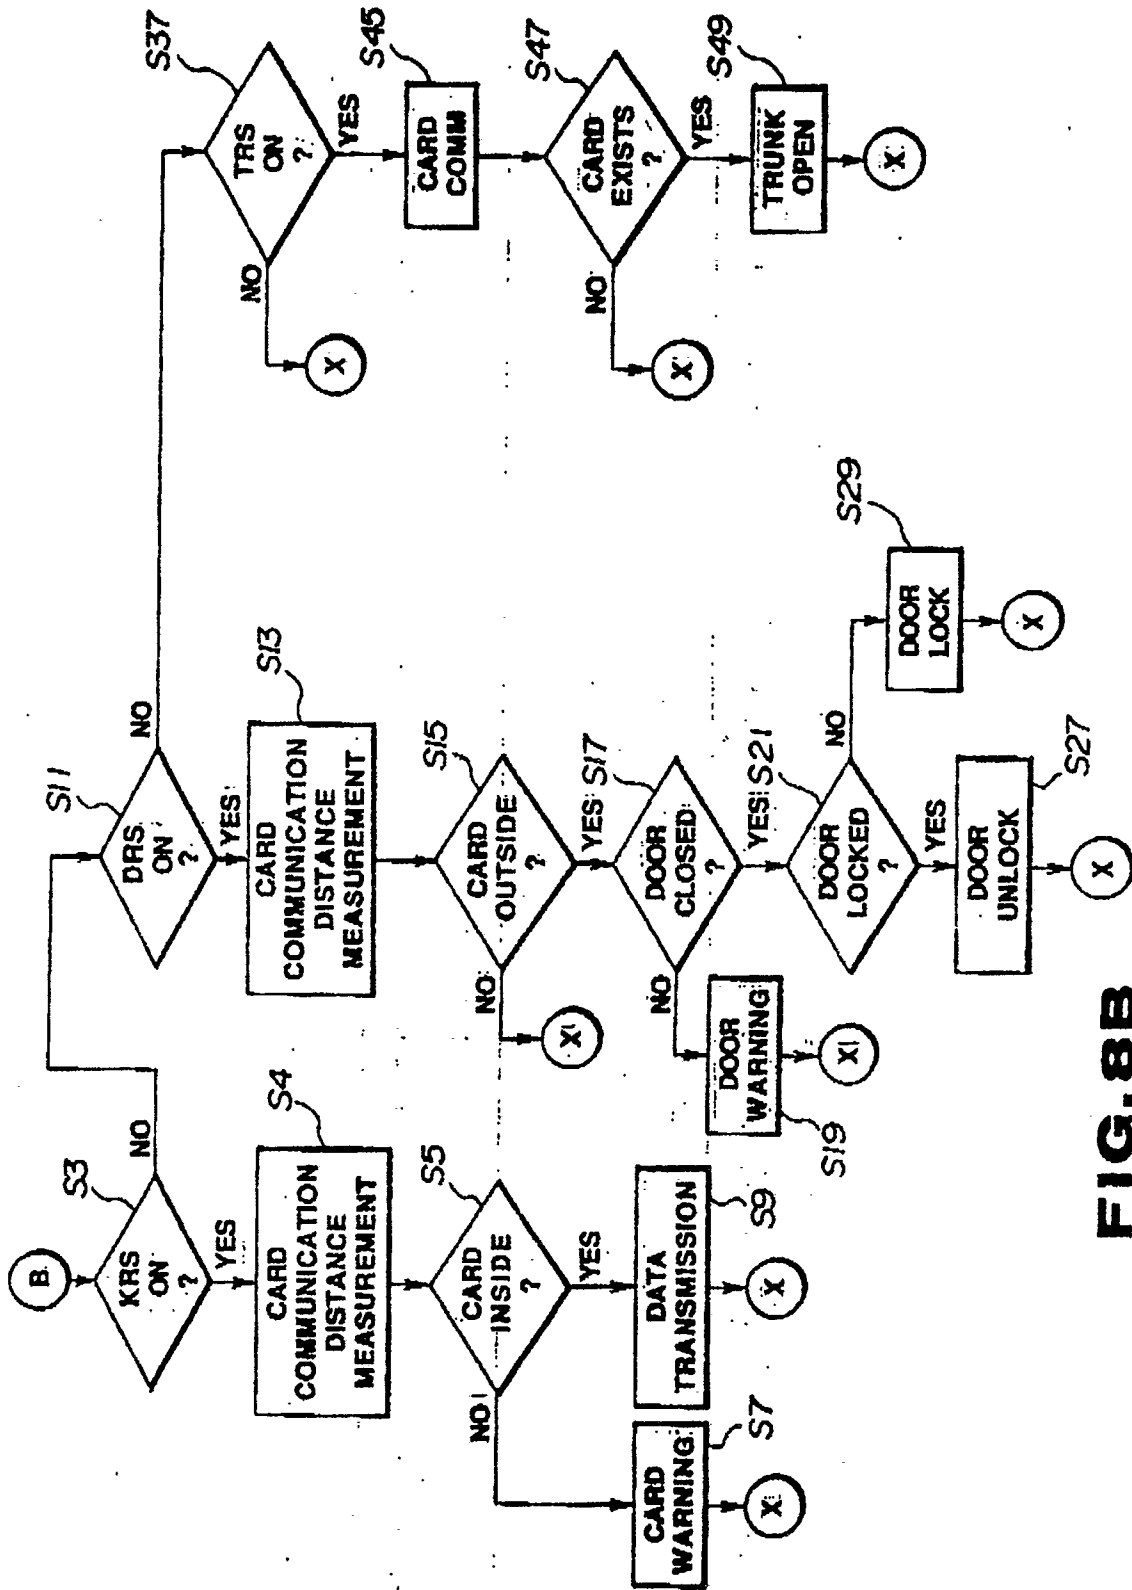 B
S3
KRS
ON
?
NO
YES
S4
CARD
COMMUNICATION
DISTANCE
MEASUREMENT
S5
CARD
INSIDE
?
NO
YES
CARD
WARNING
S7
X
DATA
TRANSMISSION
S9
X
S11
DRS
ON
?
NO
YES
S13
CARD
COMMUNICATION
DISTANCE
MEASUREMENT
S15
CARD
OUTSIDE
?
NO
X
YES
S17
DOOR
CLOSED
?
NO
DOOR
WARNING
S19
X
YES
S21
DOOR
LOCKED
?
NO
S29
DOOR
LOCK
X
YES
DOOR
UNLOCK
S27
X
S37
TRS
ON
?
NO
X
YES
S45
CARD
COMM
S47
CARD
EXISTS
?
NO
X
YES
S49
TRUNK
OPEN
X
FIG.8B